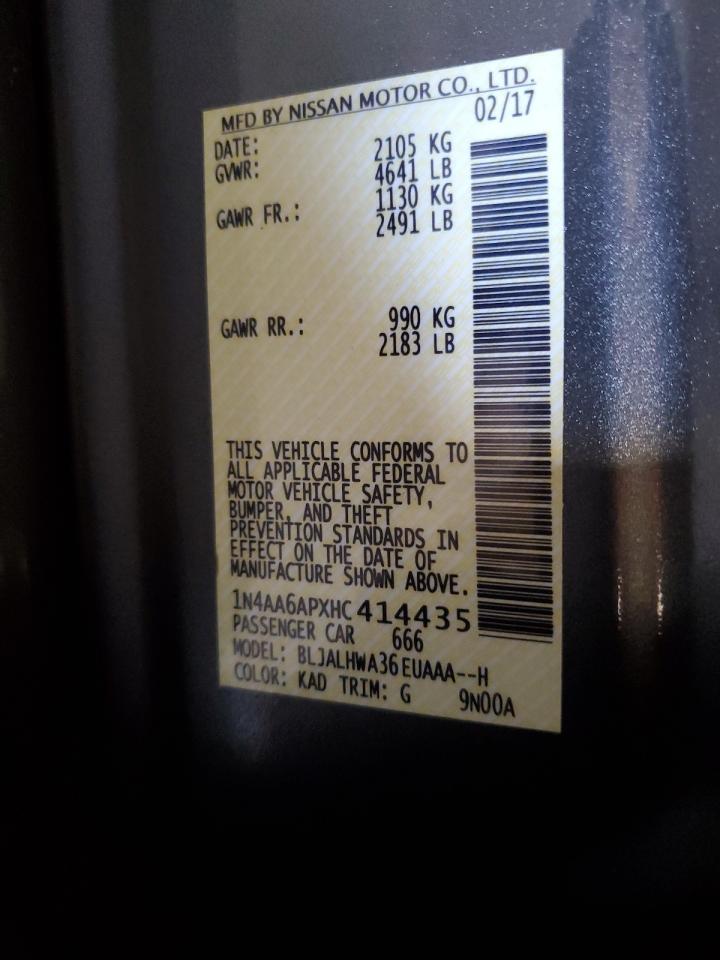 MFD BY NISSAN MOTOR CO., LTD.
DATE: 02/17
GVWR: 2105 KG
4641 LB
GAWR FR.: 1130 KG
2491 LB
GAWR RR.: 990 KG
2183 LB
THIS VEHICLE CONFORMS TO
ALL APPLICABLE FEDERAL
MOTOR VEHICLE SAFETY,
BUMPER, AND THEFT
PREVENTION STANDARDS IN
EFFECT ON THE DATE OF
MANUFACTURE SHOWN ABOVE.
1N4AA6APXHC414435
PASSENGER CAR 666
MODEL: BLJALHWA36EUAAA--H
COLOR: KAD TRIM: G 9N00A